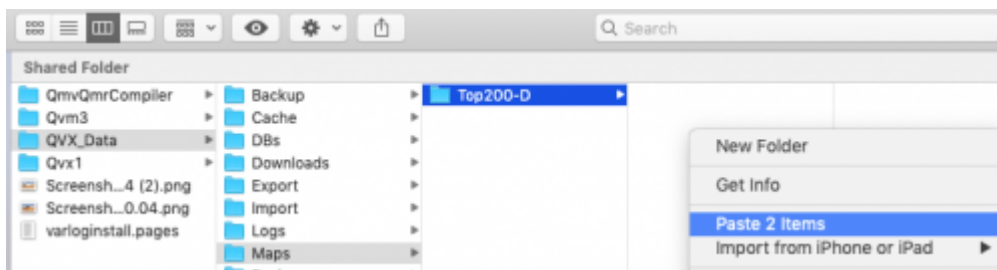 Search
Shared Folder
QmvQmrCompiler
Qvm3
QVX_Data
Qvx1
Screensh...4 (2).png
Screensh...0.04.png
varloginstall.pages
Backup
Cache
DBs
Downloads
Export
Import
Logs
Maps
Top200-D
New Folder
Get Info
Paste 2 Items
Import from iPhone or iPad